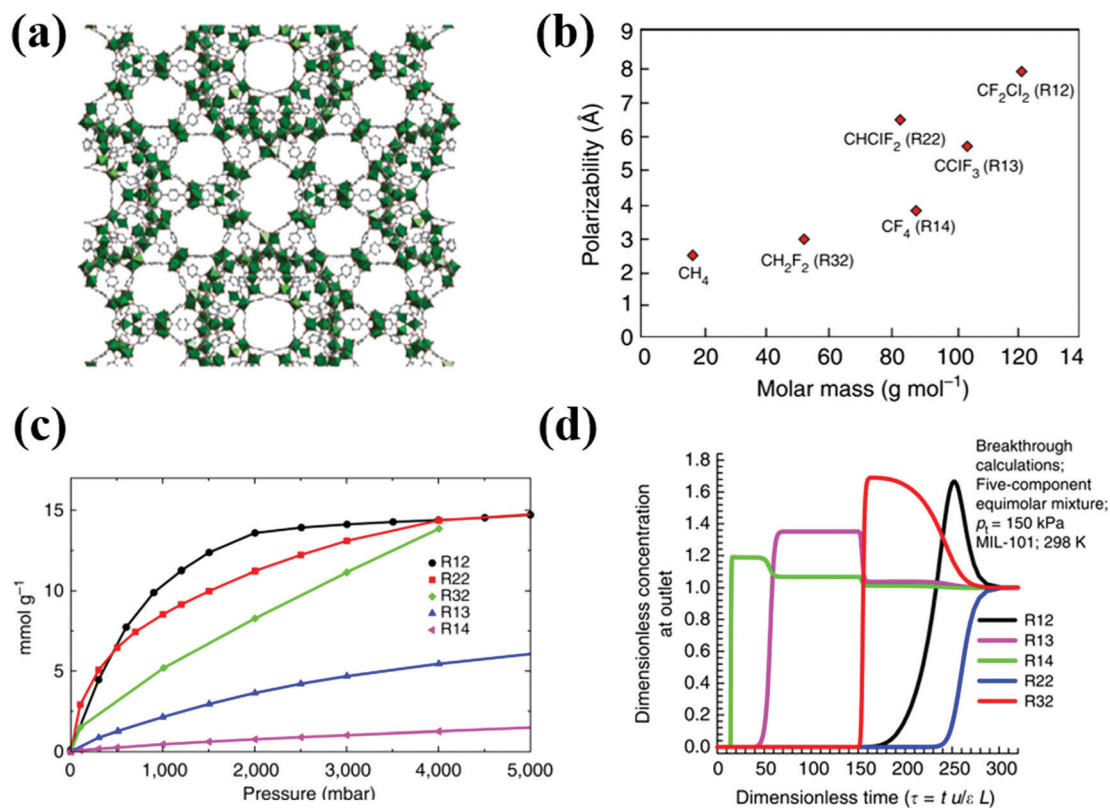 (a)
(b)
9
8
7
6
5
4
3
2
1
0
Polarizability (Å)
CF₂Cl₂ (R12)
CHClF₂ (R22)
CClF₃ (R13)
CF₄ (R14)
CH₂F₂ (R32)
CH₄
0 20 40 60 80 100 120 14
Molar mass (g mol⁻¹)
(c)
15
10
5
0
mmol g⁻¹
R12
R22
R32
R13
R14
0 1,000 2,000 3,000 4,000 5,000
Pressure (mbar)
(d)
Breakthrough
calculations;
Five-component
equimolar mixture;
pₜ = 150 kPa
MIL-101; 298 K
1.8
1.6
1.4
1.2
1.0
0.8
0.6
0.4
0.2
0.0
Dimensionless concentration
at outlet
R12
R13
R14
R22
R32
0 50 100 150 200 250 300
Dimensionless time (τ = t u/ε L)